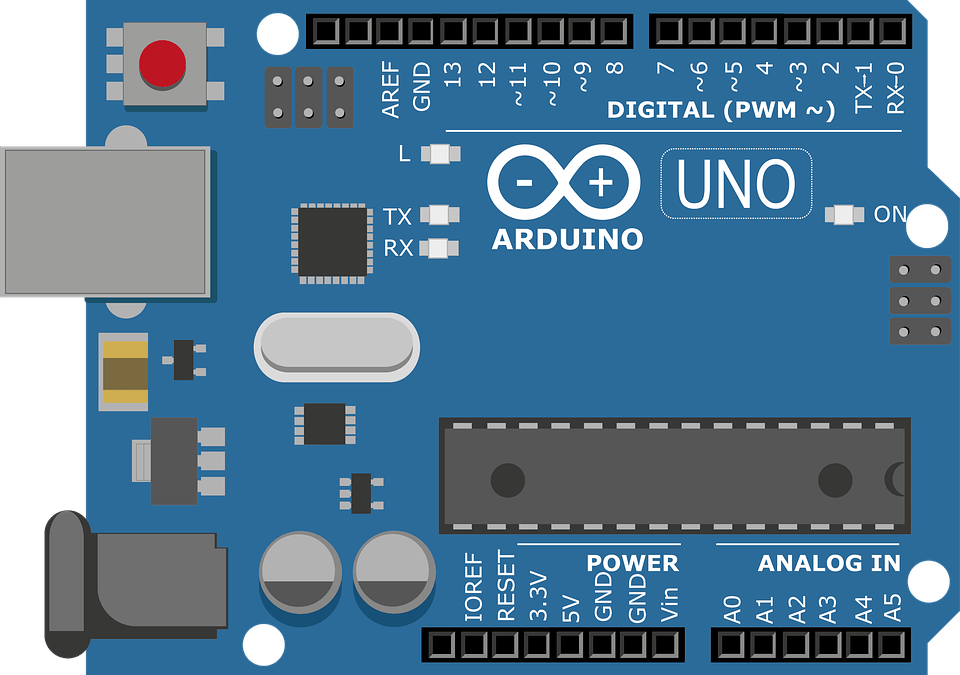 AREF GND 13 12 ~11 ~10 ~9 8 7 ~6 ~5 4 ~3 2 TX→1 RX←0
DIGITAL (PWM ~)
L
TX
RX
- +
ARDUINO
UNO
ON
POWER
ANALOG IN
IOREF RESET 3.3V 5V GND GND Vin A0 A1 A2 A3 A4 A5